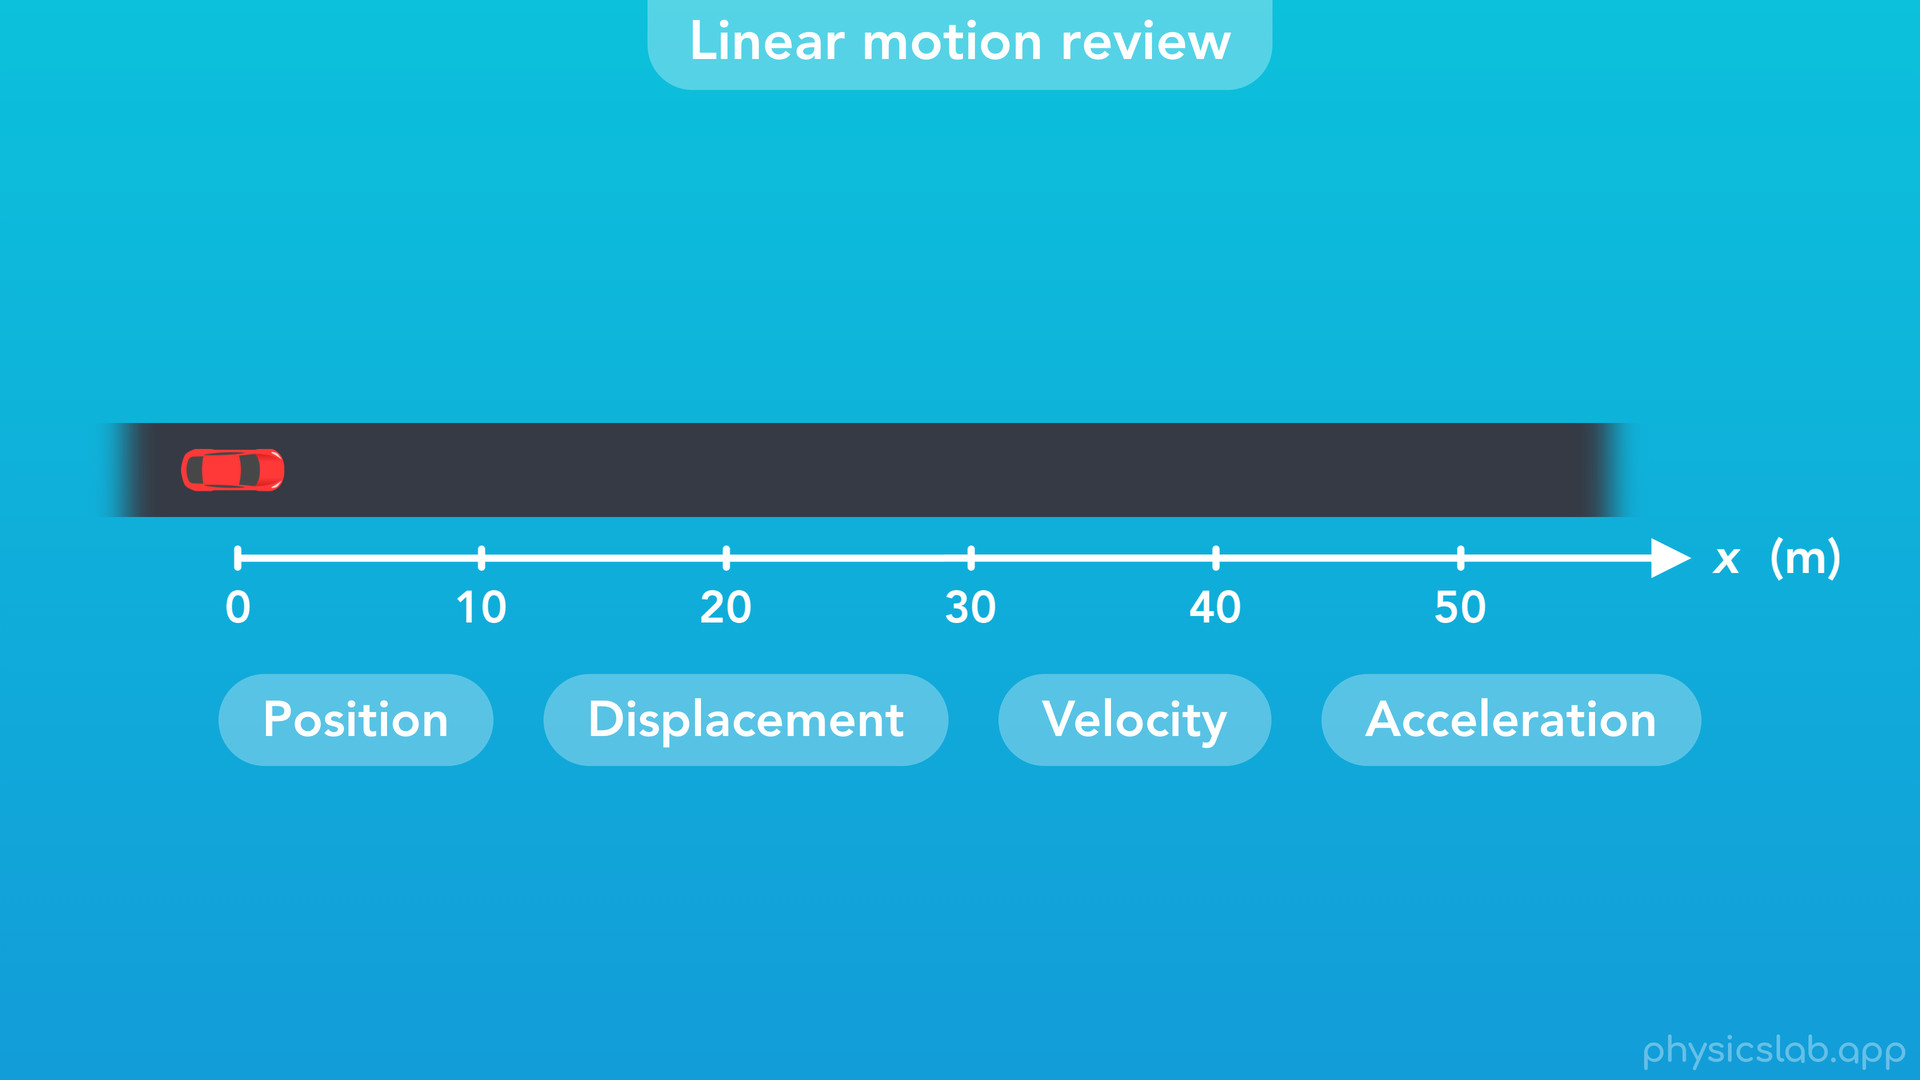 Linear motion review
x (m)
0 10 20 30 40 50
Position Displacement Velocity Acceleration
physicslab.app